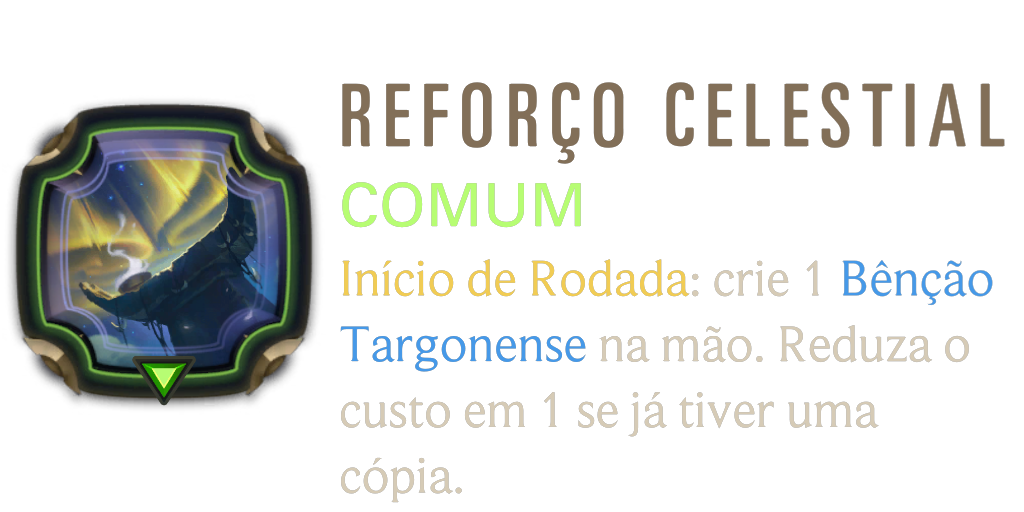 REFORÇO CELESTIAL
COMUM
Início de Rodada: crie 1 Bênção
Targonense na mão. Reduza o
custo em 1 se já tiver uma
cópia.